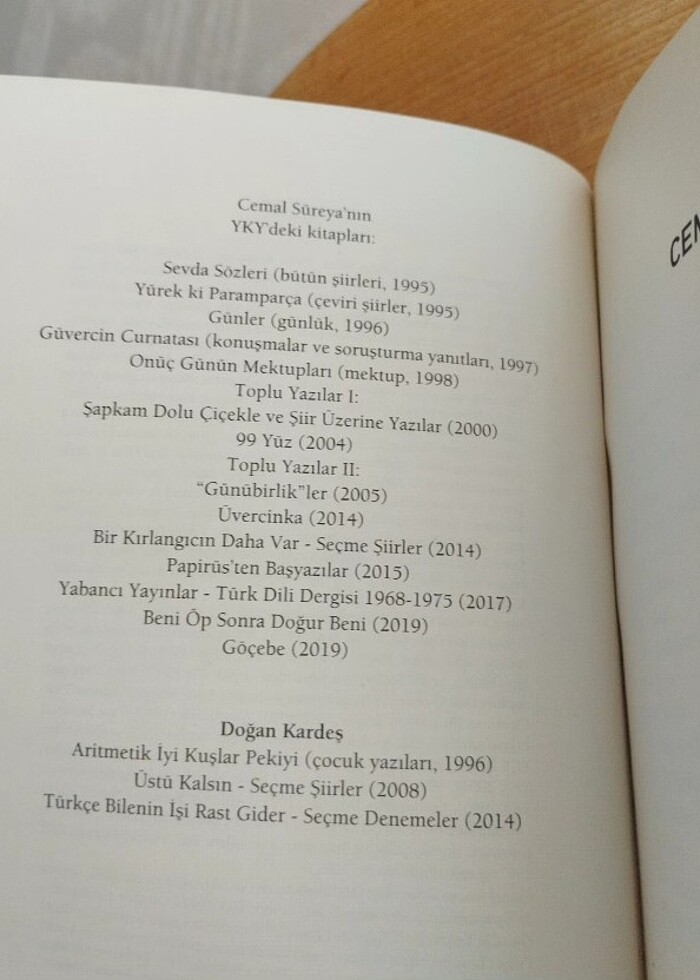 Cemal Süreya'nın
YKY'deki kitapları:
Sevda Sözleri (bütün şiirleri, 1995)
Yürek ki Paramparça (çeviri şiirler, 1995)
Günler (günlük, 1996)
Güvercin Curnatası (konuşmalar ve soruşturma yanıtları, 1997)
Onüç Günün Mektupları (mektup, 1998)
Toplu Yazılar I:
Şapkam Dolu Çiçekle ve Şiir Üzerine Yazılar (2000)
99 Yüz (2004)
Toplu Yazılar II:
"Günübirlik"ler (2005)
Üvercinka (2014)
Bir Kırlangıcın Daha Var - Seçme Şiirler (2014)
Papirüs'ten Başyazılar (2015)
Yabancı Yayınlar - Türk Dili Dergisi 1968-1975 (2017)
Beni Öp Sonra Doğur Beni (2019)
Göçebe (2019)
Doğan Kardeş
Aritmetik İyi Kuşlar Pekiyi (çocuk yazıları, 1996)
Üstü Kalsın - Seçme Şiirler (2008)
Türkçe Bilenin İşi Rast Gider - Seçme Denemeler (2014)